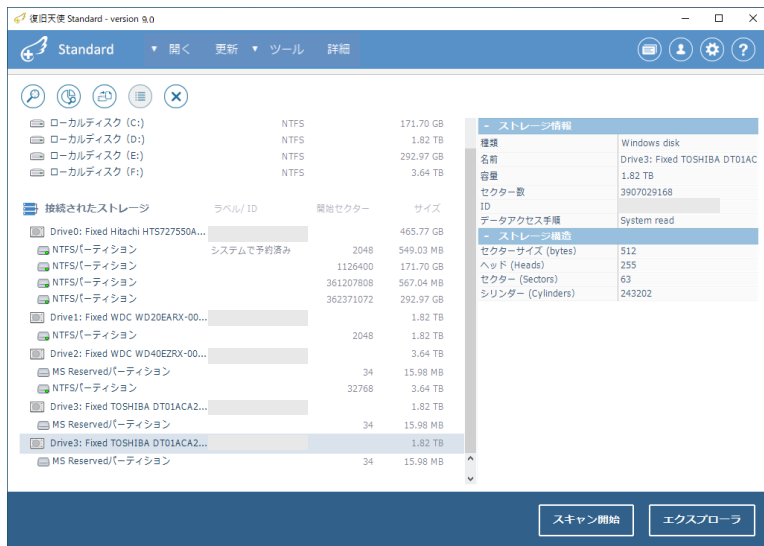 復旧天使 Standard - version 9.0
Standard ▼ 開く 更新 ▼ ツール 詳細
ローカルディスク (C:) NTFS 171.70 GB
ローカルディスク (D:) NTFS 1.82 TB
ローカルディスク (E:) NTFS 292.97 GB
ローカルディスク (F:) NTFS 3.64 TB
接続されたストレージ ラベル/ ID 開始セクター サイズ
Drive0: Fixed Hitachi HTS727550A... 465.77 GB
NTFSパーティション システムで予約済み 2048 549.03 MB
NTFSパーティション 1126400 171.70 GB
NTFSパーティション 361207808 567.04 MB
NTFSパーティション 362371072 292.97 GB
Drive1: Fixed WDC WD20EARX-00... 1.82 TB
NTFSパーティション 2048 1.82 TB
Drive2: Fixed WDC WD40EZRX-00... 3.64 TB
MS Reservedパーティション 34 15.98 MB
NTFSパーティション 32768 3.64 TB
Drive3: Fixed TOSHIBA DT01ACA2... 1.82 TB
MS Reservedパーティション 34 15.98 MB
Drive3: Fixed TOSHIBA DT01ACA2... 1.82 TB
MS Reservedパーティション 34 15.98 MB
− ストレージ情報
種類 Windows disk
名前 Drive3: Fixed TOSHIBA DT01AC
容量 1.82 TB
セクター数 3907029168
ID
データアクセス手順 System read
− ストレージ構造
セクターサイズ (bytes) 512
ヘッド (Heads) 255
セクター (Sectors) 63
シリンダー (Cylinders) 243202
スキャン開始 エクスプローラ